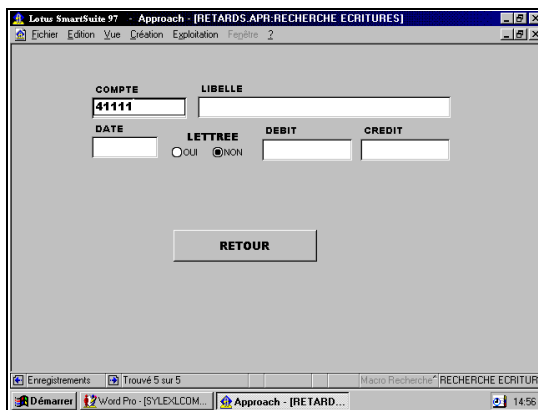 Lotus SmartSuite 97 - Approach - [RETARDS.APR:RECHERCHE ECRITURES]
Fichier Edition Vue Création Exploitation Fenêtre ?
COMPTE LIBELLE
41111
DATE LETTREE DEBIT CREDIT
OUI NON
RETOUR
Enregistrements Trouvé 5 sur 5 Macro Recherche^ RECHERCHE ECRITUR
Démarrer Word Pro - [SYLEXLCOM... Approach - [RETARD... 14:56